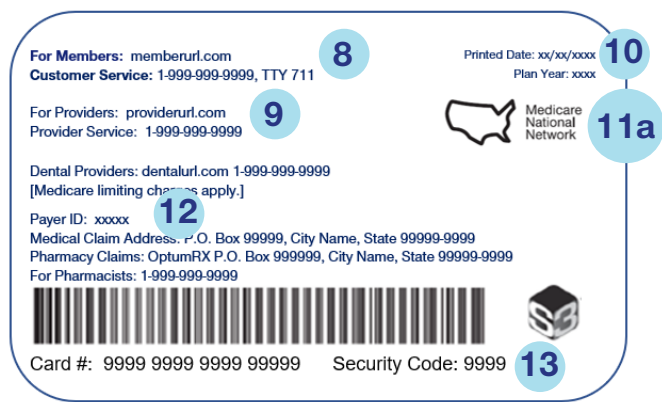 For Members: memberurl.com
Customer Service: 1-999-999-9999, TTY 711
8
Printed Date: xx/xx/xxxx
Plan Year: xxxx
10
For Providers: providerurl.com
Provider Service: 1-999-999-9999
9
Medicare
National
Network
11a
Dental Providers: dentalurl.com 1-999-999-9999
[Medicare limiting charges apply.]
Payer ID: xxxxx
12
Medical Claim Address: P.O. Box 99999, City Name, State 99999-9999
Pharmacy Claims: OptumRX P.O. Box 999999, City Name, State 99999-9999
For Pharmacists: 1-999-999-9999
S3
Card #: 9999 9999 9999 99999 Security Code: 9999
13